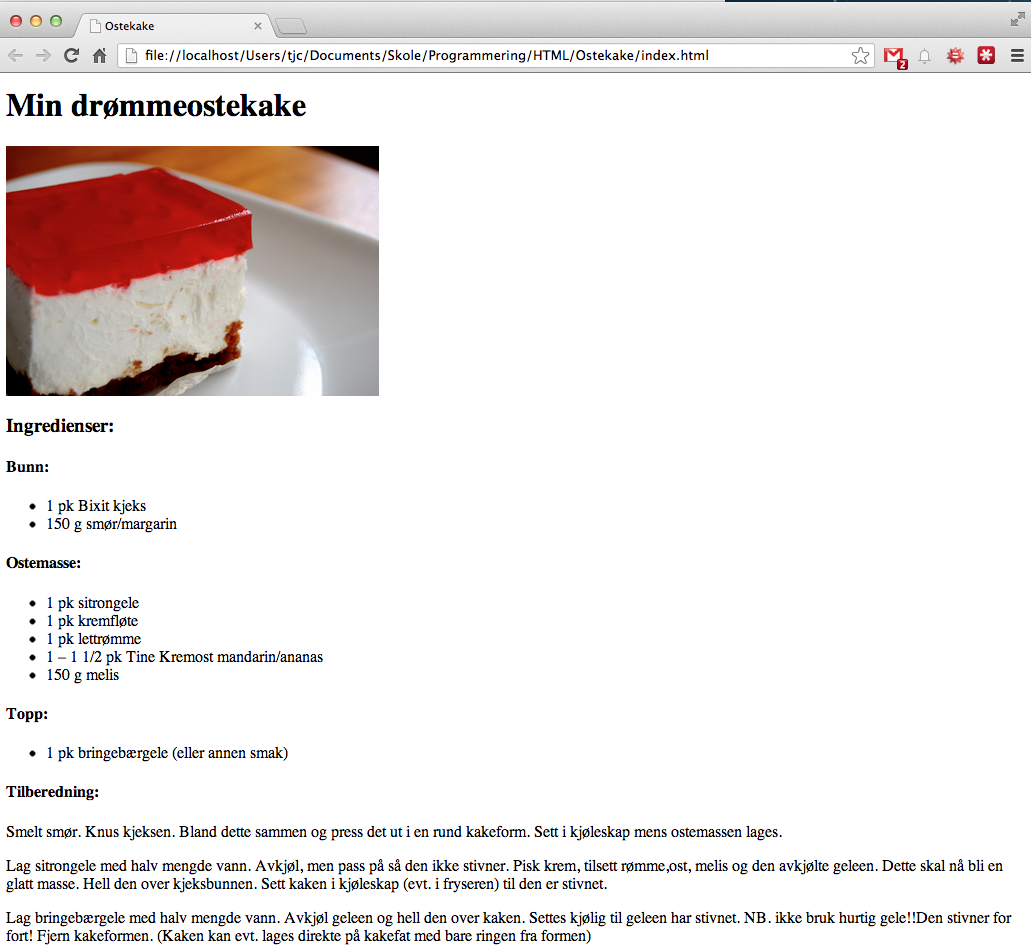 Ostekake
file://localhost/Users/tjc/Documents/Skole/Programmering/HTML/Ostekake/index.html
2
Min drømmeostekake
Ingredienser:
Bunn:
1 pk Bixit kjeks
150 g smør/margarin
Ostemasse:
1 pk sitrongele
1 pk kremfløte
1 pk lettrømme
1 – 1 1/2 pk Tine Kremost mandarin/ananas
150 g melis
Topp:
1 pk bringebærgele (eller annen smak)
Tilberedning:
Smelt smør. Knus kjeksen. Bland dette sammen og press det ut i en rund kakeform. Sett i kjøleskap mens ostemassen lages.
Lag sitrongele med halv mengde vann. Avkjøl, men pass på så den ikke stivner. Pisk krem, tilsett rømme,ost, melis og den avkjølte geleen. Dette skal nå bli en
glatt masse. Hell den over kjeksbunnen. Sett kaken i kjøleskap (evt. i fryseren) til den er stivnet.
Lag bringebærgele med halv mengde vann. Avkjøl geleen og hell den over kaken. Settes kjølig til geleen har stivnet. NB. ikke bruk hurtig gele!!Den stivner for
fort! Fjern kakeformen. (Kaken kan evt. lages direkte på kakefat med bare ringen fra formen)